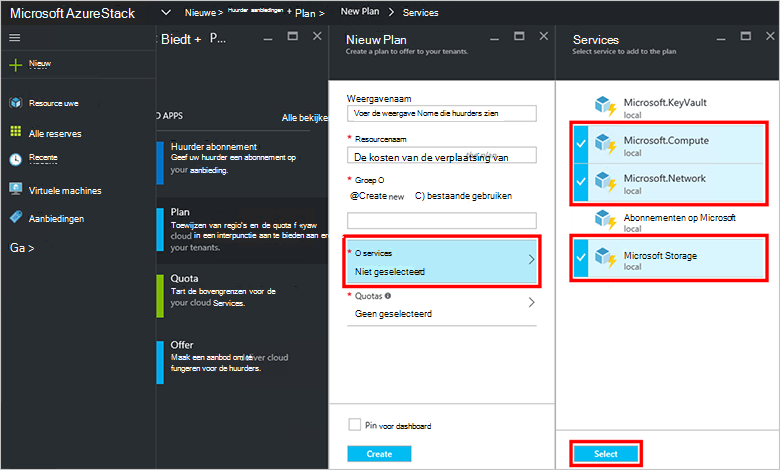 Microsoft AzureStack
Nieuwe > Huurder aanbiedingen + Plan > New Plan > Services
Nieuw
Resource uwe
Alle reserves
Recente
Virtuele machines
Aanbiedingen
Ga >
Biedt + P...
D APPS
Alle bekijke
Huurder abonnement
Geef uw huurder een abonnement op
your aanbieding.
Plan
Toewijzen van regio's en de quota
cloud in een interpunctie aan te bieden aan er
your tenants.
Quota
Tart de bovengrenzen voor de
your cloud Services.
Offer
Maak een aanbod om te cloud
fungeren voor de huurders.
Nieuw Plan
Create a plan to offer to your tenants.
Weergavenaam
Voer de weergave Nome die huurders zien
* Resourcenaam
De kosten van de verplaatsing van
* Groep O
@Create new C) bestaande gebruiken
* O services
Niet geselecteerd
* Quotas
Geen geselecteerd
Pin voor dashboard
Create
Services
Select service to add to the plan
Microsoft.KeyVault
local
Microsoft.Compute
local
Microsoft.Network
local
Abonnementen op Microsoft
local
Microsoft Storage
local
Select